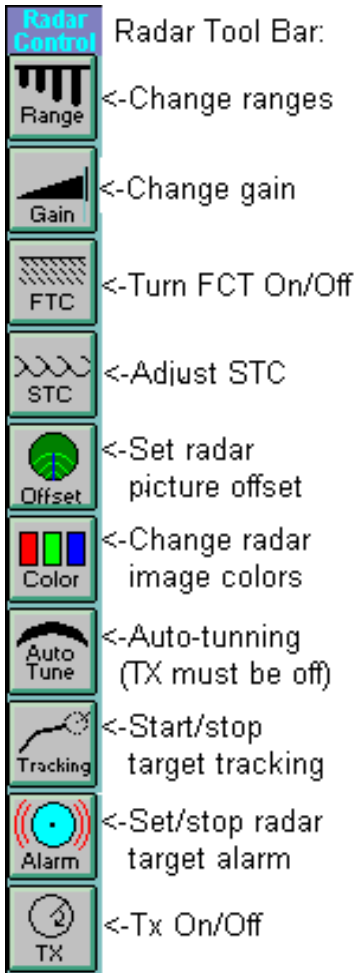 Radar
Control
Radar Tool Bar:
Range
<-Change ranges
Gain
<-Change gain
FTC
<-Turn FCT On/Off
STC
<-Adjust STC
Offset
<-Set radar
picture offset
Color
<-Change radar
image colors
Auto
Tune
<-Auto-tunning
(TX must be off)
Tracking
<-Start/stop
target tracking
Alarm
<-Set/stop radar
target alarm
TX
<-Tx On/Off